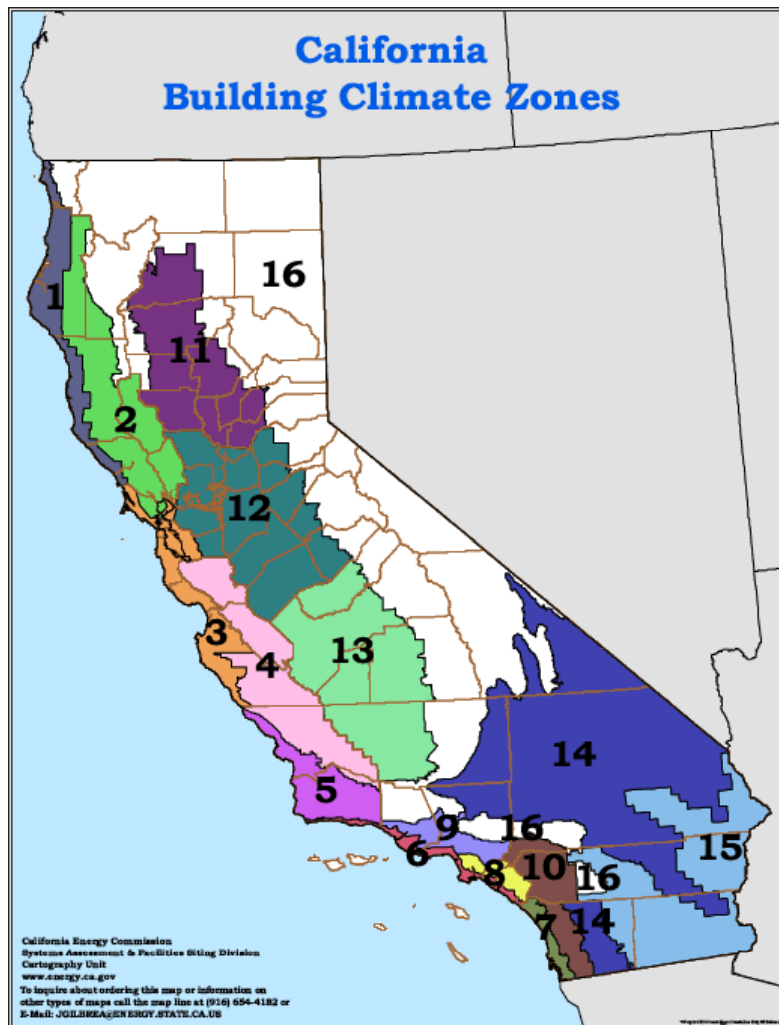 California
Building Climate Zones
16
1
11
2
12
3
4
13
14
5
9
16
6
15
8
10
16
7
14
California Energy Commission
Systems Assessment & Facilities Siting Division
Cartography Unit
www.energy.ca.gov
To inquire about ordering this map or information on
other types of maps call the map line at (916) 654-4182 or
E-Mail: JGILBREA@ENERGY.STATE.CA.US